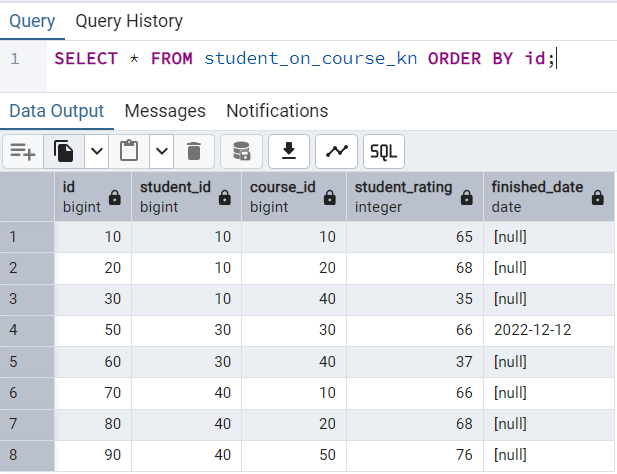 Query Query History
1 SELECT * FROM student_on_course_kn ORDER BY id;
Data Output Messages Notifications
SQL
id student_id course_id student_rating finished_date
bigint bigint bigint integer date
1 10 10 10 65 [null]
2 20 10 20 68 [null]
3 30 10 40 35 [null]
4 50 30 30 66 2022-12-12
5 60 30 40 37 [null]
6 70 40 10 66 [null]
7 80 40 20 68 [null]
8 90 40 50 76 [null]